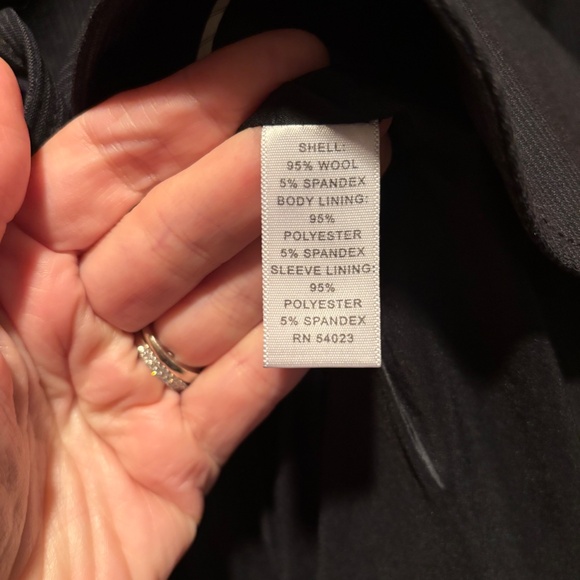 SHELL:
95% WOOL
5% SPANDEX
BODY LINING:
95%
POLYESTER
5% SPANDEX
SLEEVE LINING:
95%
POLYESTER
5% SPANDEX
RN 54023